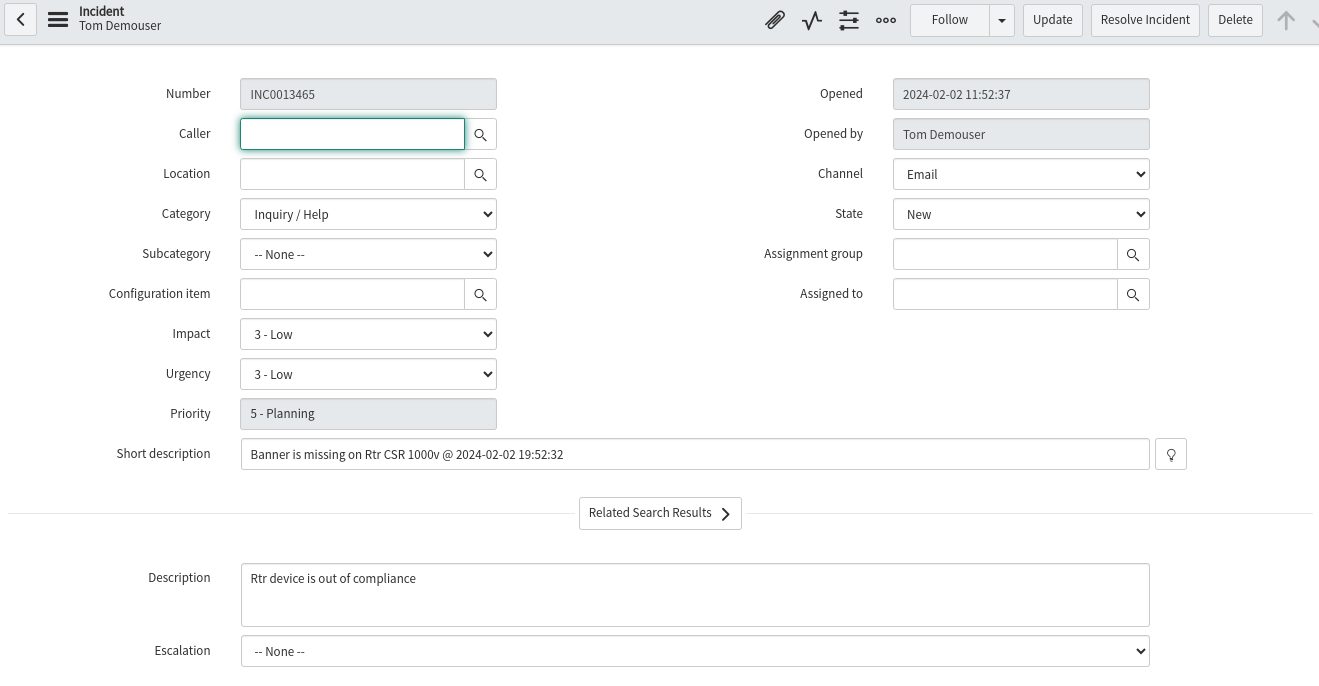 Incident
Tom Demouser
Follow
Update
Resolve Incident
Delete
Number INC0013465
Opened 2024-02-02 11:52:37
Caller
Opened by Tom Demouser
Location
Channel Email
Category Inquiry / Help
State New
Subcategory -- None --
Assignment group
Configuration item
Assigned to
Impact 3 - Low
Urgency 3 - Low
Priority 5 - Planning
Short description Banner is missing on Rtr CSR 1000v @ 2024-02-02 19:52:32
Related Search Results
Description Rtr device is out of compliance
Escalation -- None --